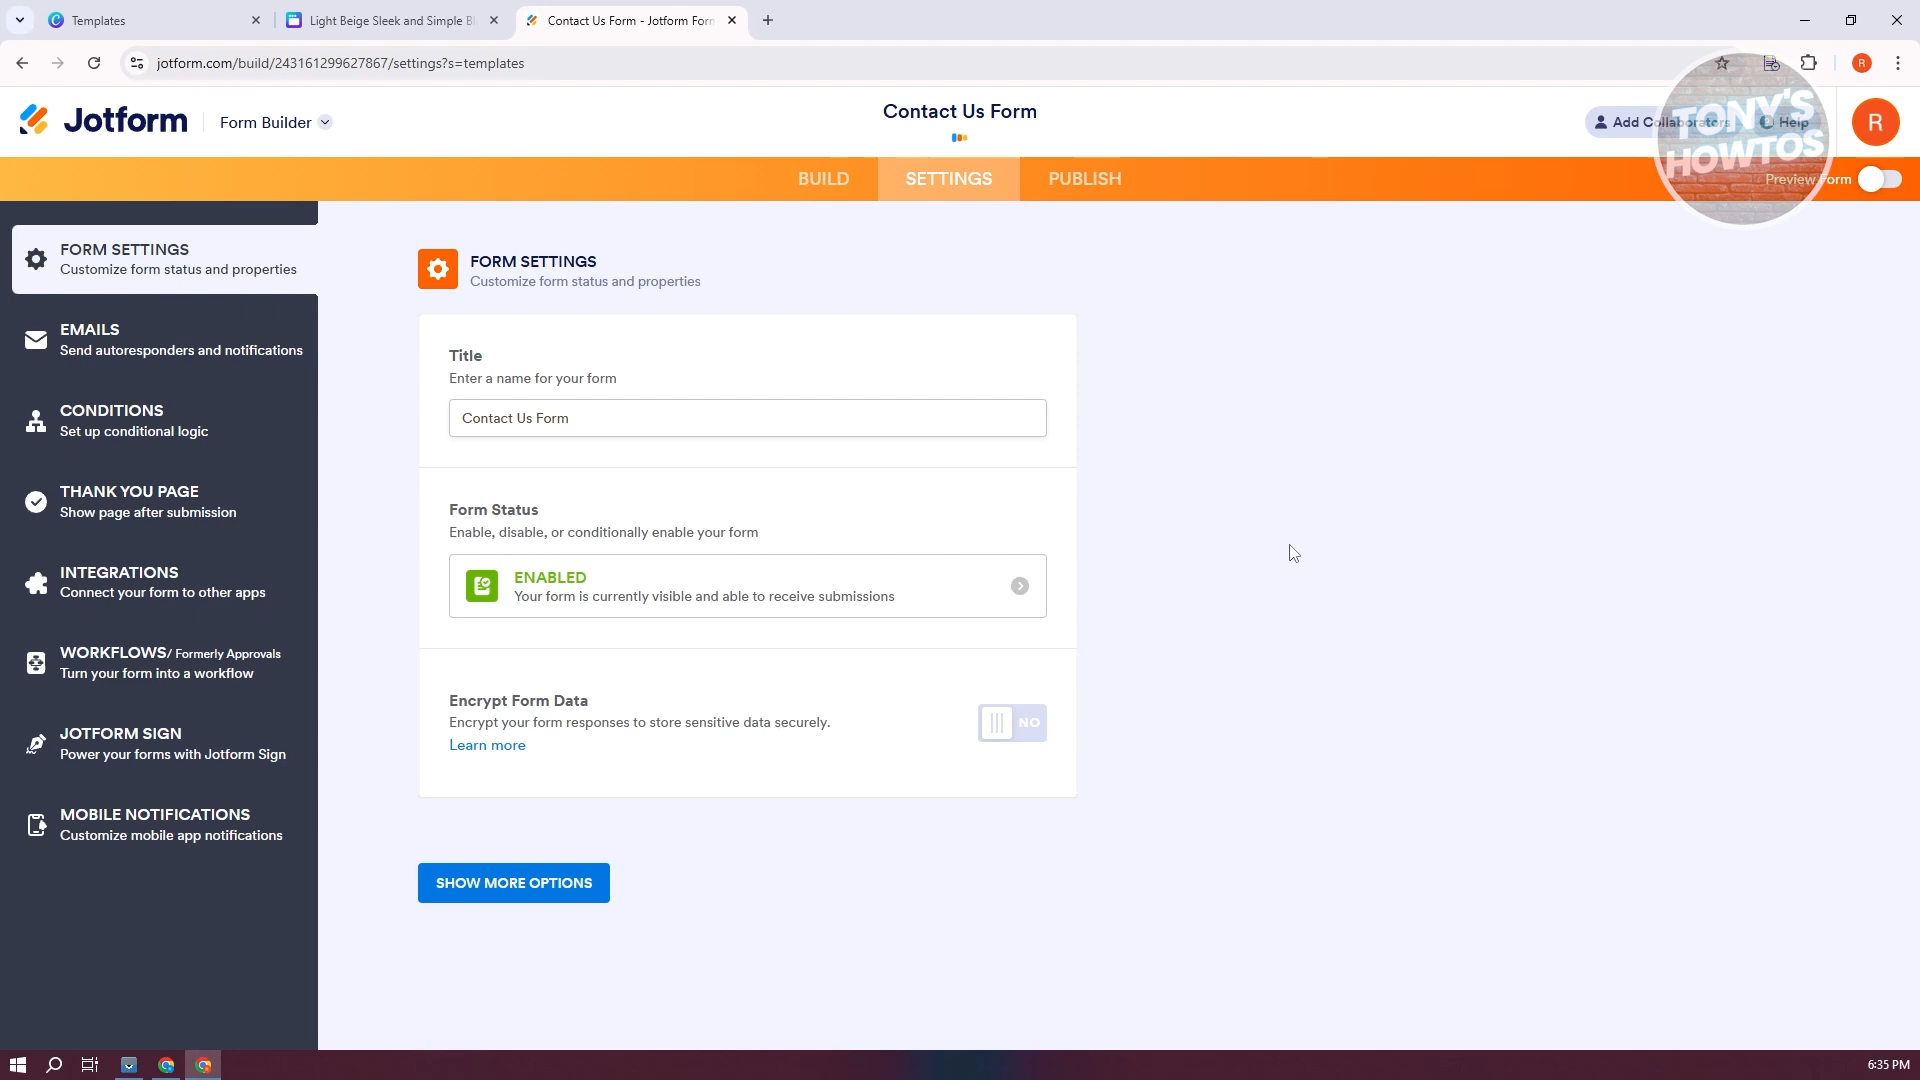 Templates
Light Beige Sleek and Simple Bl
Contact Us Form - Jotform Form
jotform.com/build/243161299627867/settings?s=templates
R
Jotform
Form Builder
Contact Us Form
Add Collaborators
Help
R
TONY'S
HOWTOS
BUILD
SETTINGS
PUBLISH
Preview Form
FORM SETTINGS
Customize form status and properties
EMAILS
Send autoresponders and notifications
CONDITIONS
Set up conditional logic
THANK YOU PAGE
Show page after submission
INTEGRATIONS
Connect your form to other apps
WORKFLOWS/ Formerly Approvals
Turn your form into a workflow
JOTFORM SIGN
Power your forms with Jotform Sign
MOBILE NOTIFICATIONS
Customize mobile app notifications
FORM SETTINGS
Customize form status and properties
Title
Enter a name for your form
Contact Us Form
Form Status
Enable, disable, or conditionally enable your form
ENABLED
Your form is currently visible and able to receive submissions
Encrypt Form Data
Encrypt your form responses to store sensitive data securely.
Learn more
NO
SHOW MORE OPTIONS
6:35 PM